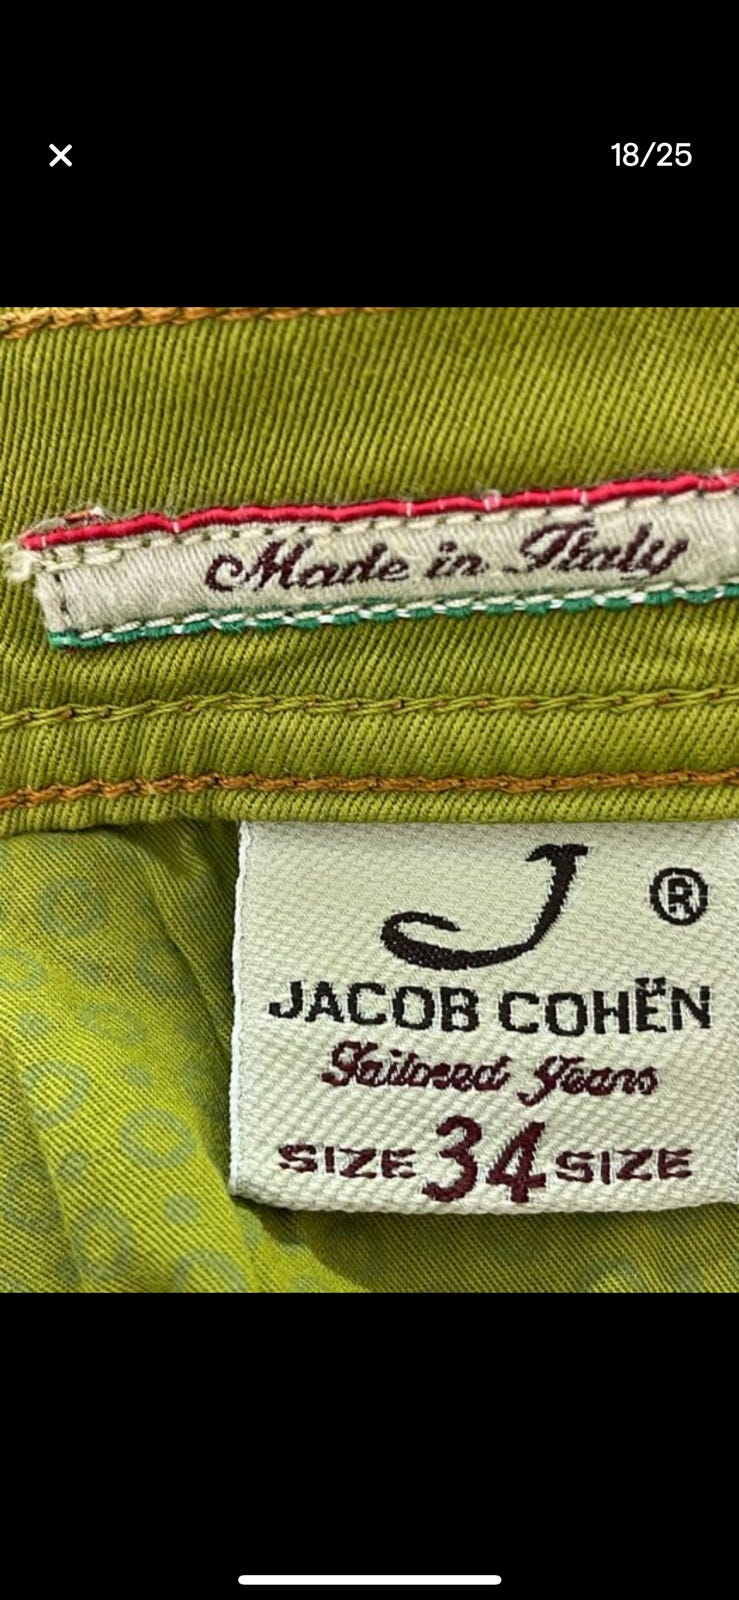 18/25
Made in Italy
J ®
JACOB COHËN
Tailored Jeans
SIZE 34 SIZE